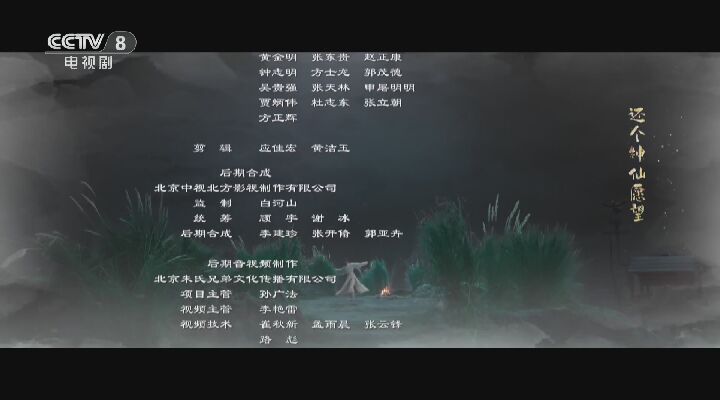 CCTV 8
电视剧
黄金明 张东贵 赵正康
钟志明 方士龙 郭茂德
吴贵强 张天林 申屠明明
贾炳伟 杜志东 张立朝
方正辉
剪 辑 应佳宏 黄洁玉
后期合成
北京中视北方影视制作有限公司
监 制 白河山
统 筹 顾宇 谢冰
后期合成 李建珍 张开脩 郭亚卉
后期音视频制作
北京朱氏兄弟文化传播有限公司
项目主管 孙广法
视频主管 李艳雷
视频技术 崔秋新 孟雨晨 张云锋
路 彪
还个神仙愿望